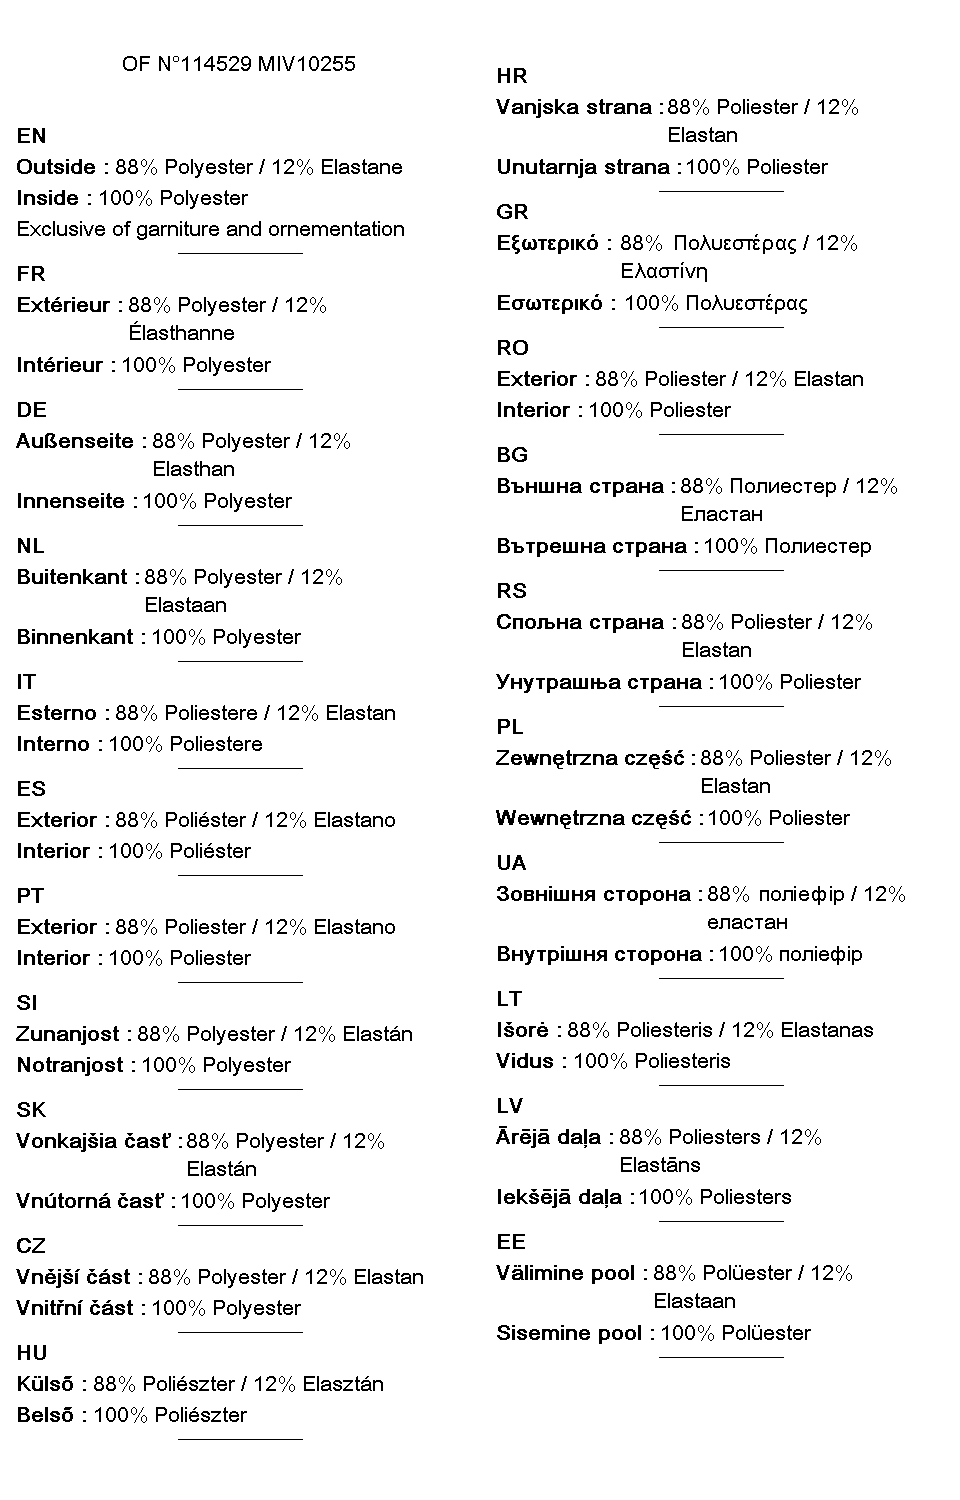 OF N°114529 MIV10255
EN
Outside : 88% Polyester / 12% Elastane
Inside : 100% Polyester
Exclusive of garniture and ornementation
FR
Extérieur : 88% Polyester / 12%
Élasthanne
Intérieur : 100% Polyester
DE
Außenseite : 88% Polyester / 12%
Elasthan
Innenseite : 100% Polyester
NL
Buitenkant : 88% Polyester / 12%
Elastaan
Binnenkant : 100% Polyester
IT
Esterno : 88% Poliestere / 12% Elastan
Interno : 100% Poliestere
ES
Exterior : 88% Poliéster / 12% Elastano
Interior : 100% Poliéster
PT
Exterior : 88% Poliester / 12% Elastano
Interior : 100% Poliester
SI
Zunanjost : 88% Polyester / 12% Elastán
Notranjost : 100% Polyester
SK
Vonkajšia časť : 88% Polyester / 12%
Elastán
Vnútorná časť : 100% Polyester
CZ
Vnější část : 88% Polyester / 12% Elastan
Vnitřní část : 100% Polyester
HU
Külső : 88% Poliészter / 12% Elasztán
Belső : 100% Poliészter
HR
Vanjska strana : 88% Poliester / 12%
Elastan
Unutarnja strana : 100% Poliester
GR
Εξωτερικό : 88% Πολυεστέρας / 12%
Ελαστίνη
Εσωτερικό : 100% Πολυεστέρας
RO
Exterior : 88% Poliester / 12% Elastan
Interior : 100% Poliester
BG
Външна страна : 88% Полиестер / 12%
Еластан
Вътрешна страна : 100% Полиестер
RS
Спољна страна : 88% Poliester / 12%
Elastan
Унутрашња страна : 100% Poliester
PL
Zewnętrzna część : 88% Poliester / 12%
Elastan
Wewnętrzna część : 100% Poliester
UA
Зовнішня сторона : 88% поліефір / 12%
еластан
Внутрішня сторона : 100% поліефір
LT
Išorė : 88% Poliesteris / 12% Elastanas
Vidus : 100% Poliesteris
LV
Ārējā daļa : 88% Poliesters / 12%
Elastāns
Iekšējā daļa : 100% Poliesters
EE
Välimine pool : 88% Polüester / 12%
Elastaan
Sisemine pool : 100% Polüester